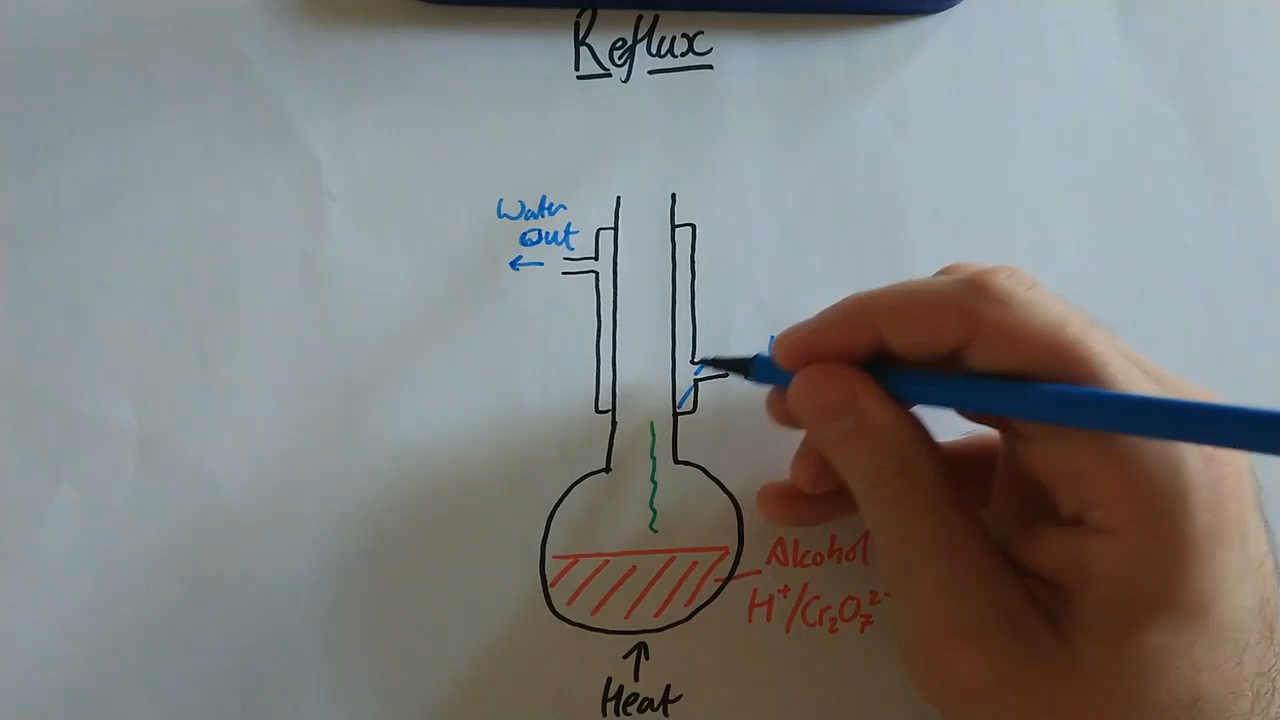 Reflux
Water
Out
←
Alcohol
H⁺/Cr₂O₇²⁻
↑
Heat